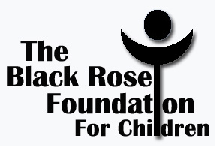 The
Black Rose
Foundation
For Children